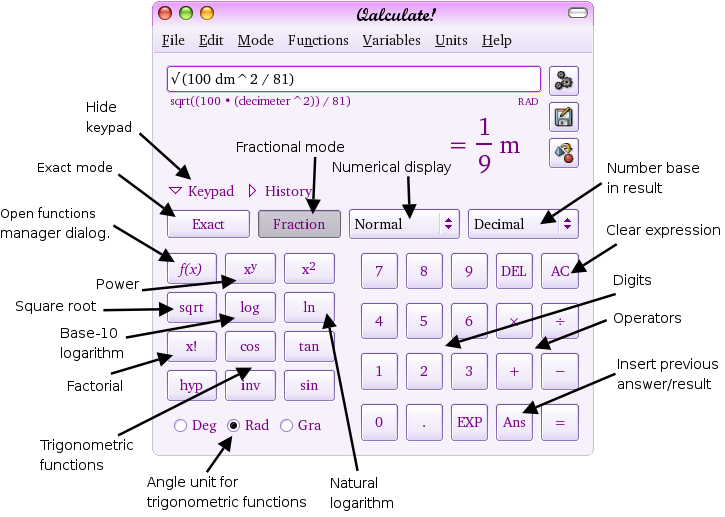 Qalculate!
File Edit Mode Functions Variables Units Help
√(100 dm^2 / 81)
sqrt((100 • (decimeter^2)) / 81)
RAD
= 1/9 m
Hide
keypad
Fractional mode
Numerical display
Exact mode
Number base
in result
Keypad History
Open functions
manager dialog.
Exact Fraction Normal Decimal
Clear expression
f(x) xʸ x² 7 8 9 DEL AC
Power
Digits
Square root
sqrt log ln 4 5 6 × ÷
Operators
Base-10
logarithm
x! cos tan 1 2 3 + −
Insert previous
answer/result
Factorial
hyp inv sin 0 . EXP Ans =
Deg Rad Gra
Trigonometric
functions
Angle unit for
trigonometric functions
Natural
logarithm